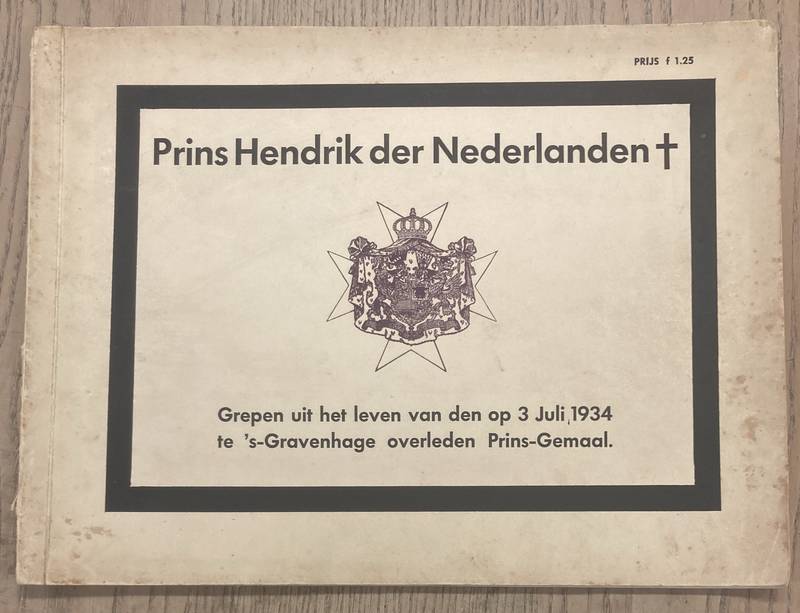 PRIJS f 1.25
Prins Hendrik der Nederlanden †
Grepen uit het leven van den op 3 Juli 1934
te 's-Gravenhage overleden Prins-Gemaal.